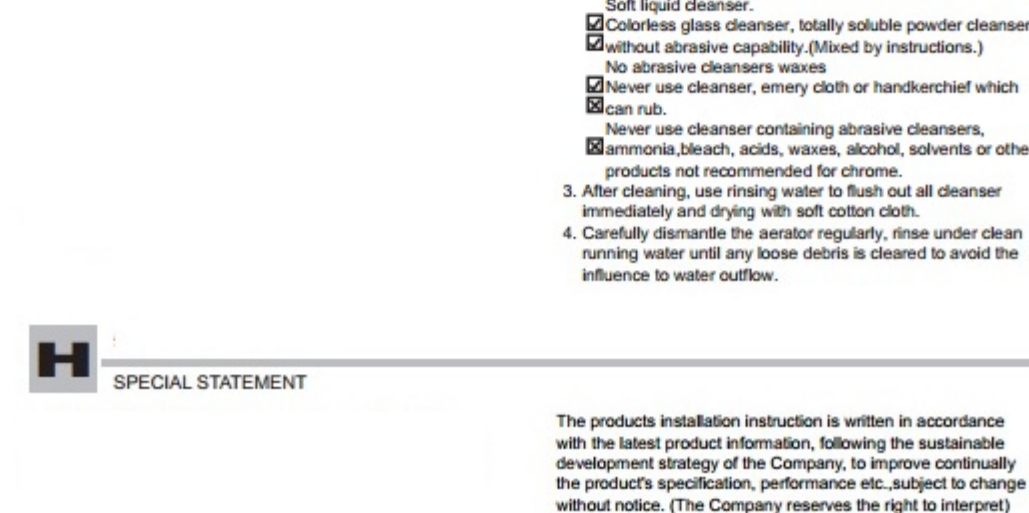 Soft liquid cleanser.
☑Colorless glass cleanser, totally soluble powder cleanser
☑without abrasive capability.(Mixed by instructions.)
No abrasive cleansers waxes
☑Never use cleanser, emery cloth or handkerchief which
☒can rub.
Never use cleanser containing abrasive cleansers,
☒ammonia,bleach, acids, waxes, alcohol, solvents or othe
products not recommended for chrome.
3. After cleaning, use rinsing water to flush out all cleanser
immediately and drying with soft cotton cloth.
4. Carefully dismantle the aerator regularly, rinse under clean
running water until any loose debris is cleared to avoid the
influence to water outflow.
H
SPECIAL STATEMENT
The products installation instruction is written in accordance
with the latest product information, following the sustainable
development strategy of the Company, to improve continually
the product's specification, performance etc.,subject to change
without notice. (The Company reserves the right to interpret)